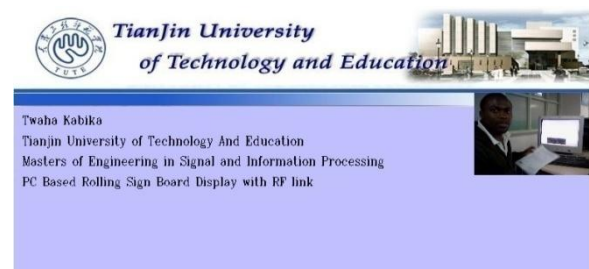 TianJin University
of Technology and Education
TUTE
Twaha Kabika
Tianjin University of Technology And Education
Masters of Engineering in Signal and Information Processing
PC Based Rolling Sign Board Display with RF link